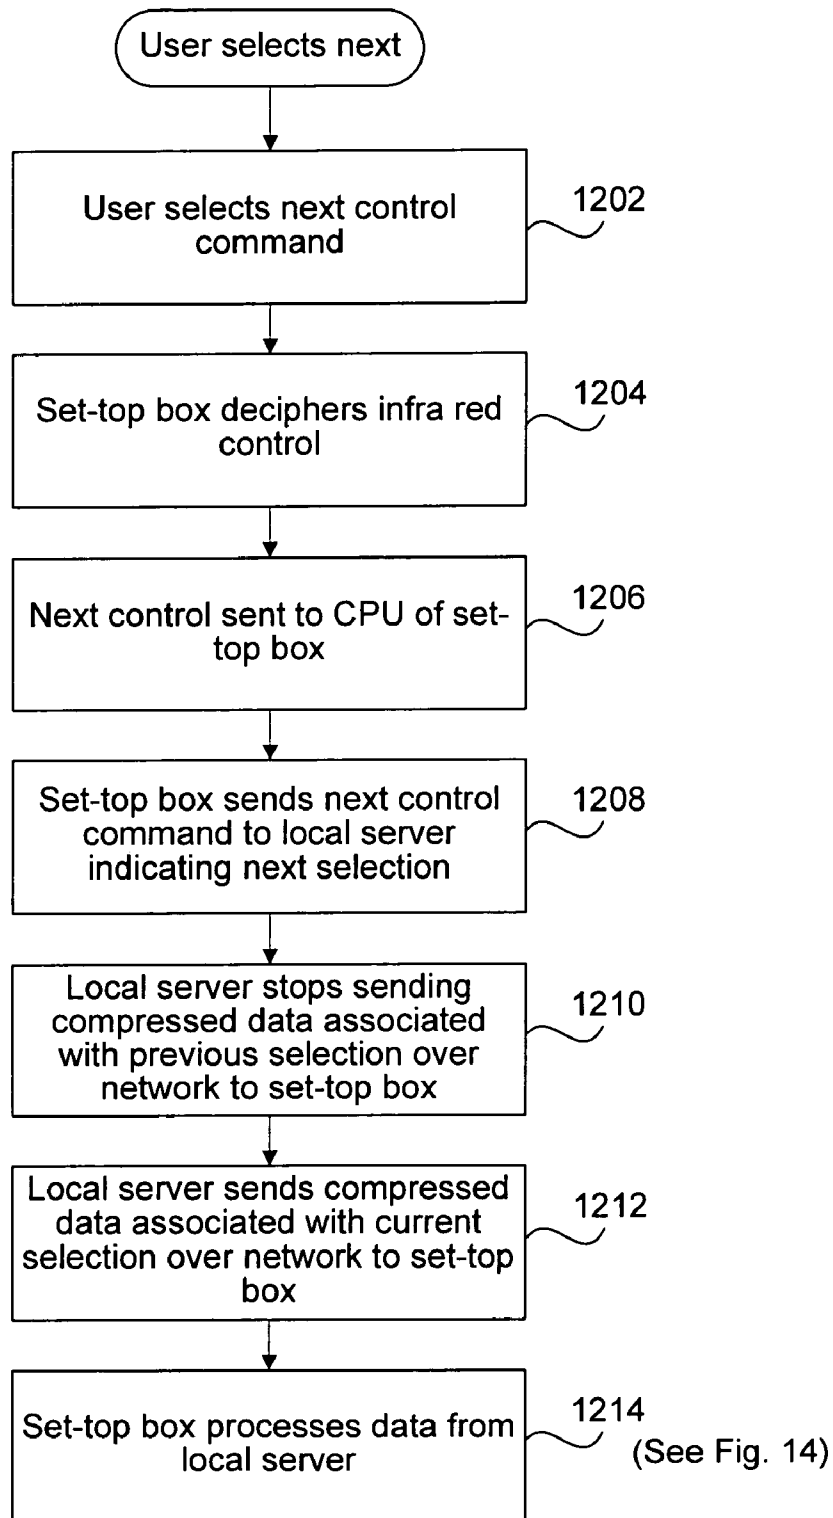 User selects next
User selects next control
command
1202
Set-top box deciphers infra red
control
1204
Next control sent to CPU of set-
top box
1206
Set-top box sends next control
command to local server
indicating next selection
1208
Local server stops sending
compressed data associated
with previous selection over
network to set-top box
1210
Local server sends compressed
data associated with current
selection over network to set-top
box
1212
Set-top box processes data from
local server
1214
(See Fig. 14)